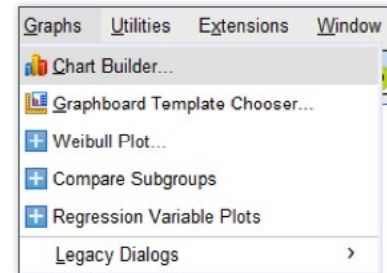 Graphs Utilities Extensions Window
Chart Builder...
Graphboard Template Chooser...
Weibull Plot...
Compare Subgroups
Regression Variable Plots
Legacy Dialogs